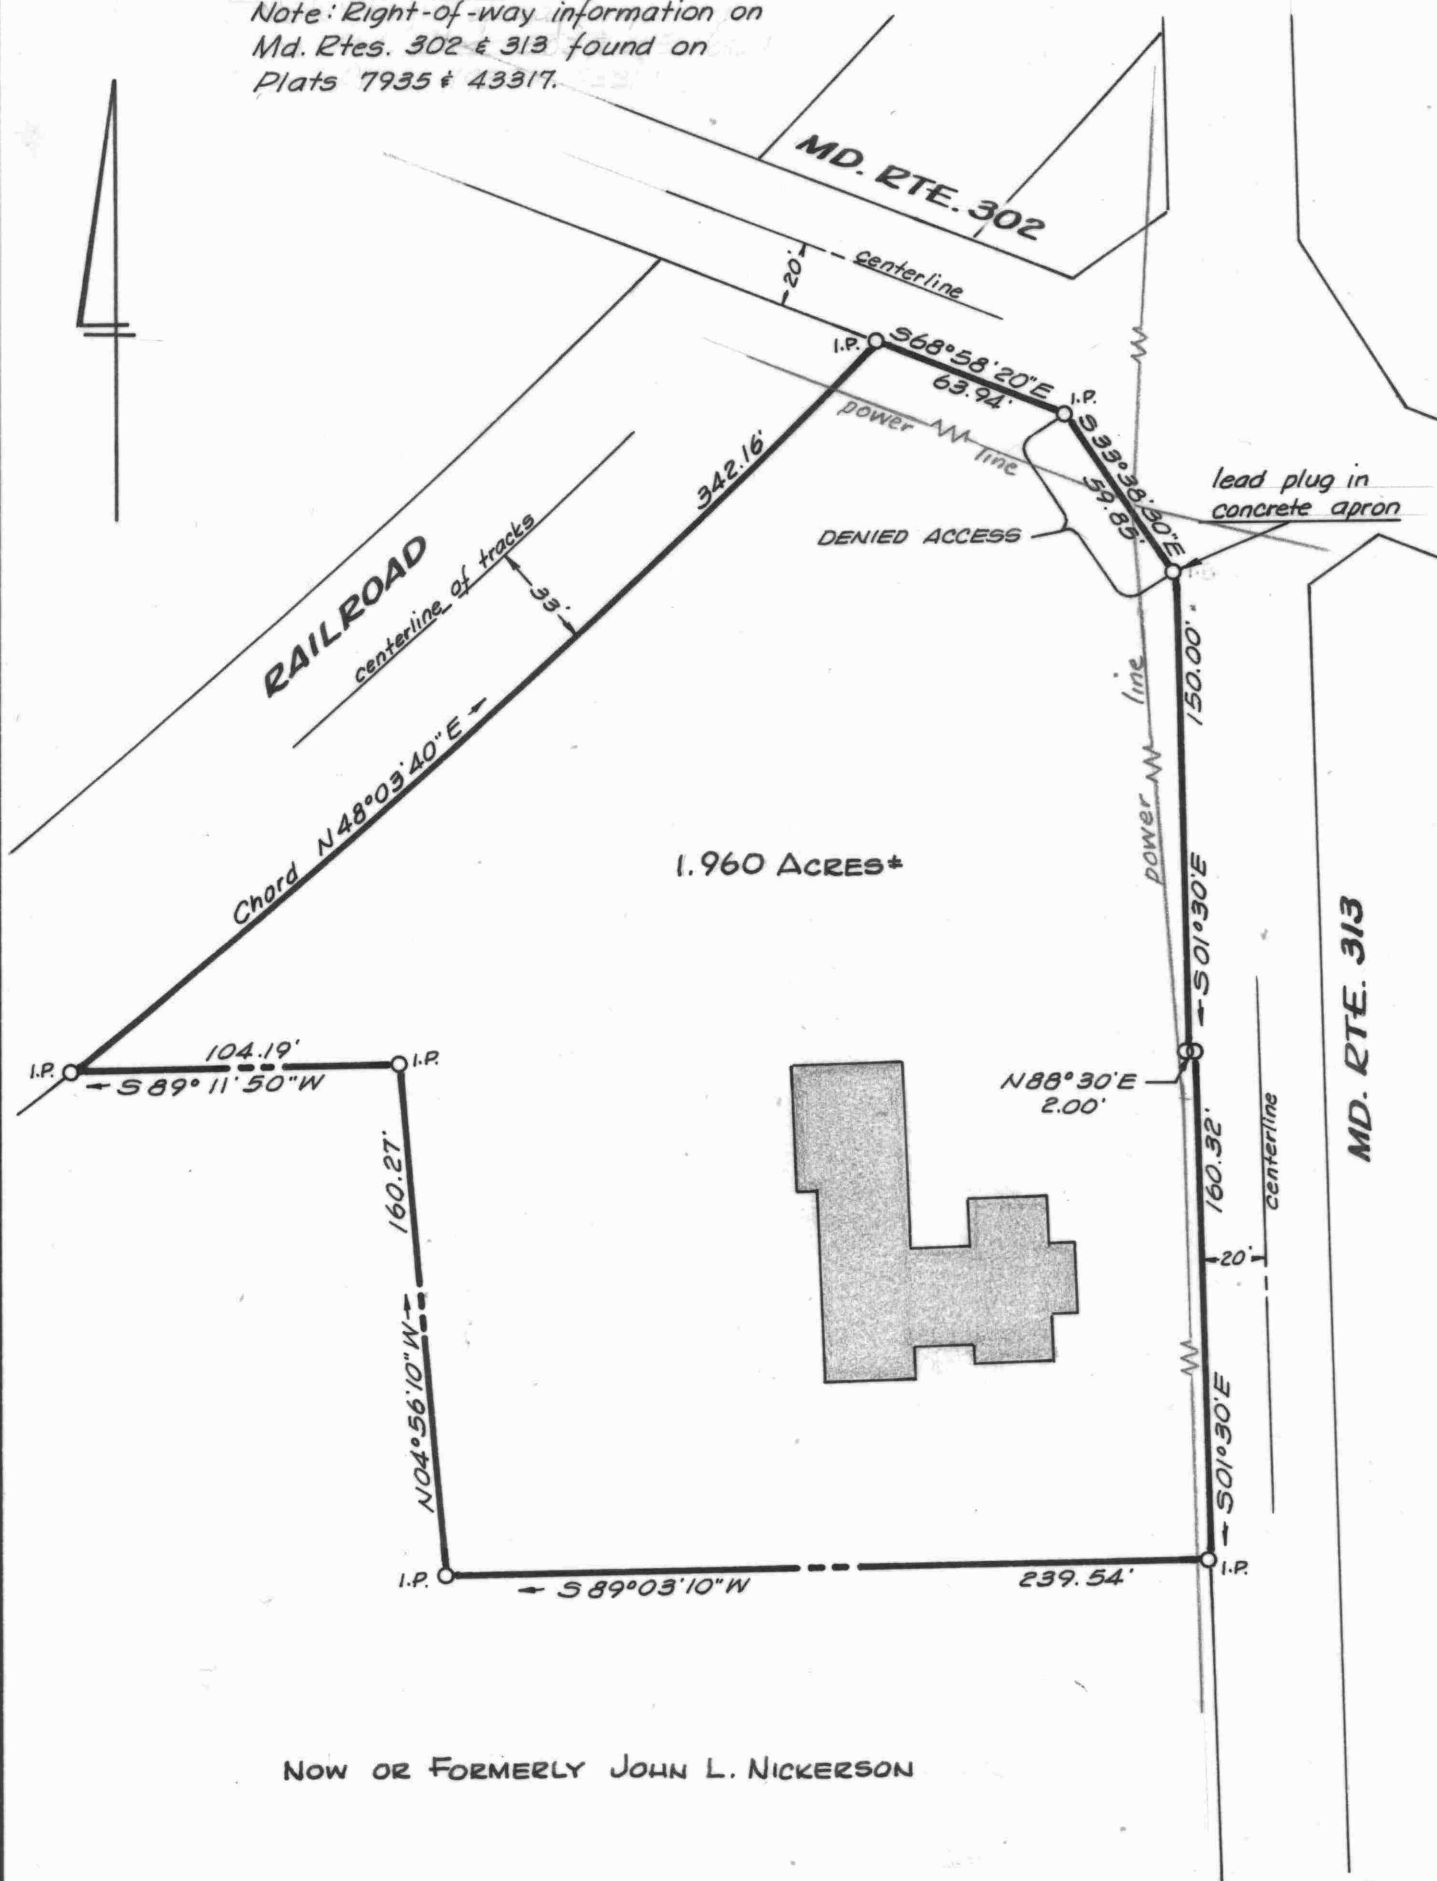 Note: Right-of-way information on
Md. Rtes. 302 & 313 found on
Plats 7935 & 43317.
MD. RTE. 302
20'
centerline
I.P.
S68°58'20"E
63.94'
I.P.
power line
S33°38'30"E
59.85'
lead plug in
concrete apron
DENIED ACCESS
342.16'
RAILROAD
centerline of tracks
33'
Chord N48°03'40"E
150.00'
power line
1.960 ACRES±
S01°30'E
MD. RTE. 313
104.19'
I.P.
I.P.
S89°11'50"W
N88°30'E
2.00'
160.27'
160.32'
centerline
20'
N04°56'10"W
S01°30'E
I.P.
S89°03'10"W
239.54'
I.P.
NOW OR FORMERLY JOHN L. NICKERSON